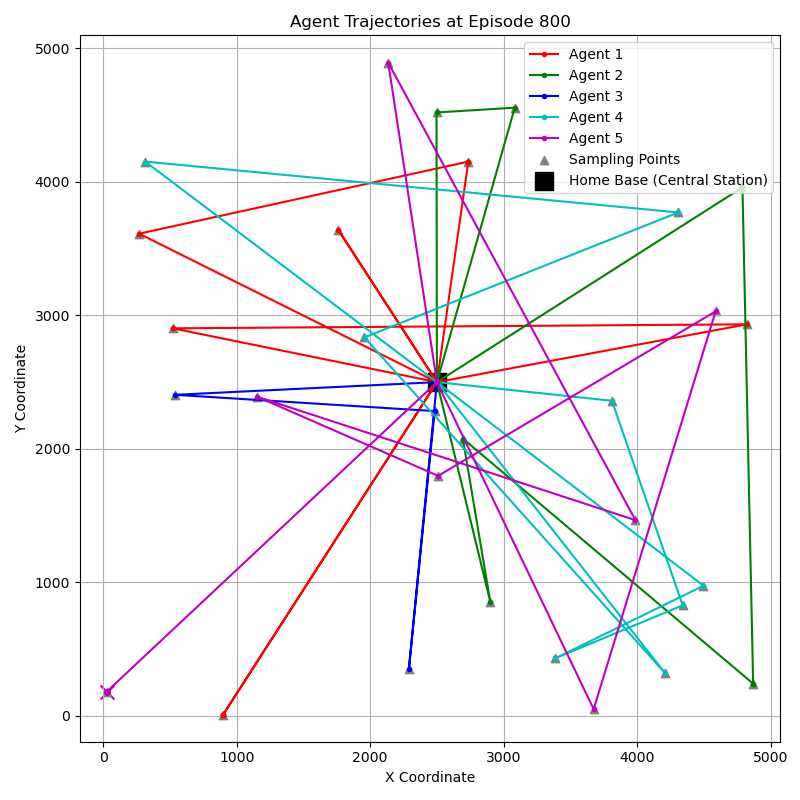 Agent Trajectories at Episode 800
Agent 1
Agent 2
Agent 3
Agent 4
Agent 5
Sampling Points
Home Base (Central Station)
Y Coordinate
5000
4000
3000
2000
1000
0
0 1000 2000 3000 4000 5000
X Coordinate